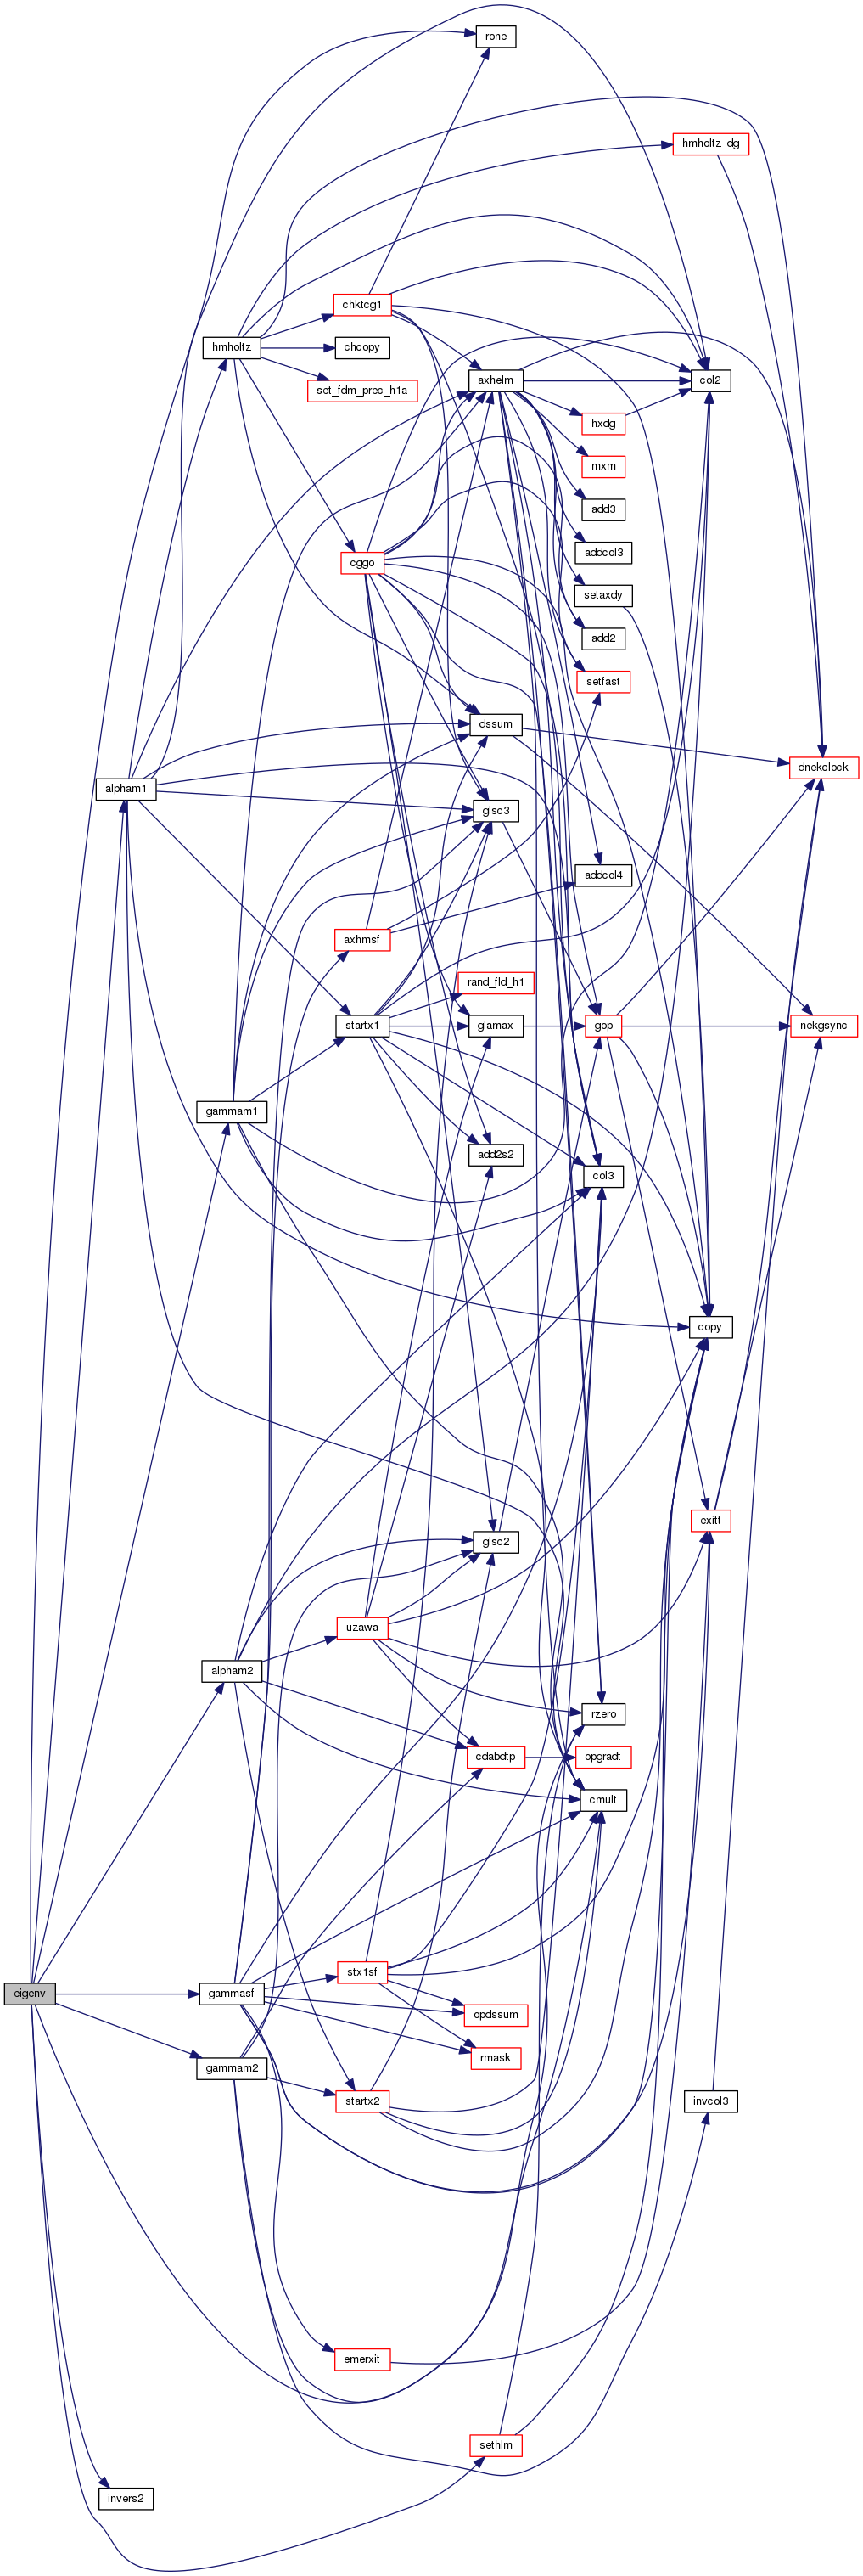 rone
hmholtz_dg
chktcg1
hmholtz
chcopy
axhelm
col2
set_fdm_prec_h1a
hxdg
mxm
add3
addcol3
cggo
setaxdy
add2
setfast
dssum
dnekclock
alpham1
glsc3
addcol4
axhmsf
rand_fld_h1
startx1
glamax
gop
nekgsync
gammam1
add2s2
col3
copy
exitt
glsc2
uzawa
alpham2
rzero
cdabdtp
opgradt
cmult
stx1sf
eigenv
gammasf
opdssum
rmask
gammam2
startx2
invcol3
emerxit
sethlm
invers2